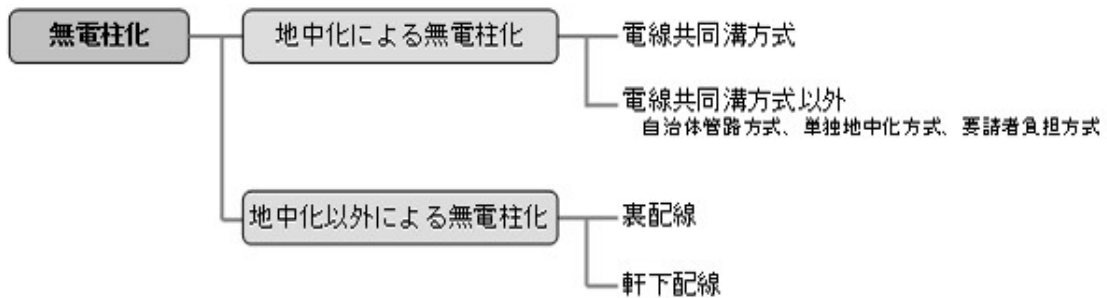 無電柱化
地中化による無電柱化
電線共同溝方式
電線共同溝方式以外
自治体管路方式、単独地中化方式、要請者負担方式
地中化以外による無電柱化
裏配線
軒下配線